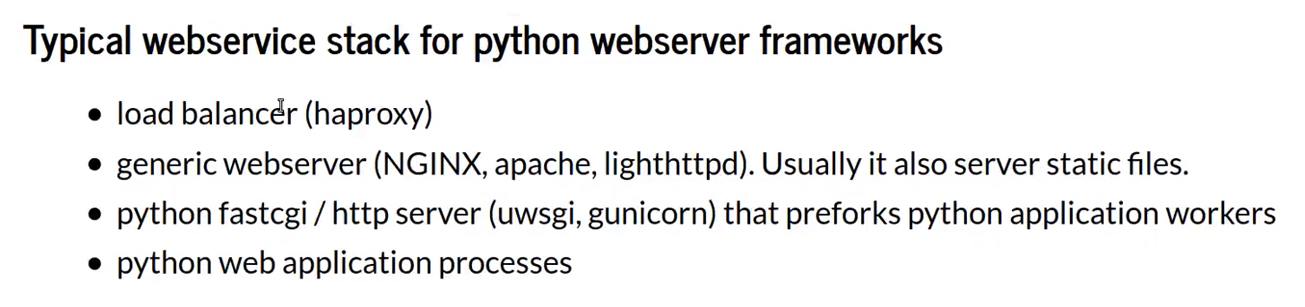 Typical webservice stack for python webserver frameworks
• load balancer (haproxy)
• generic webserver (NGINX, apache, lighthttpd). Usually it also server static files.
• python fastcgi / http server (uwsgi, gunicorn) that preforks python application workers
• python web application processes